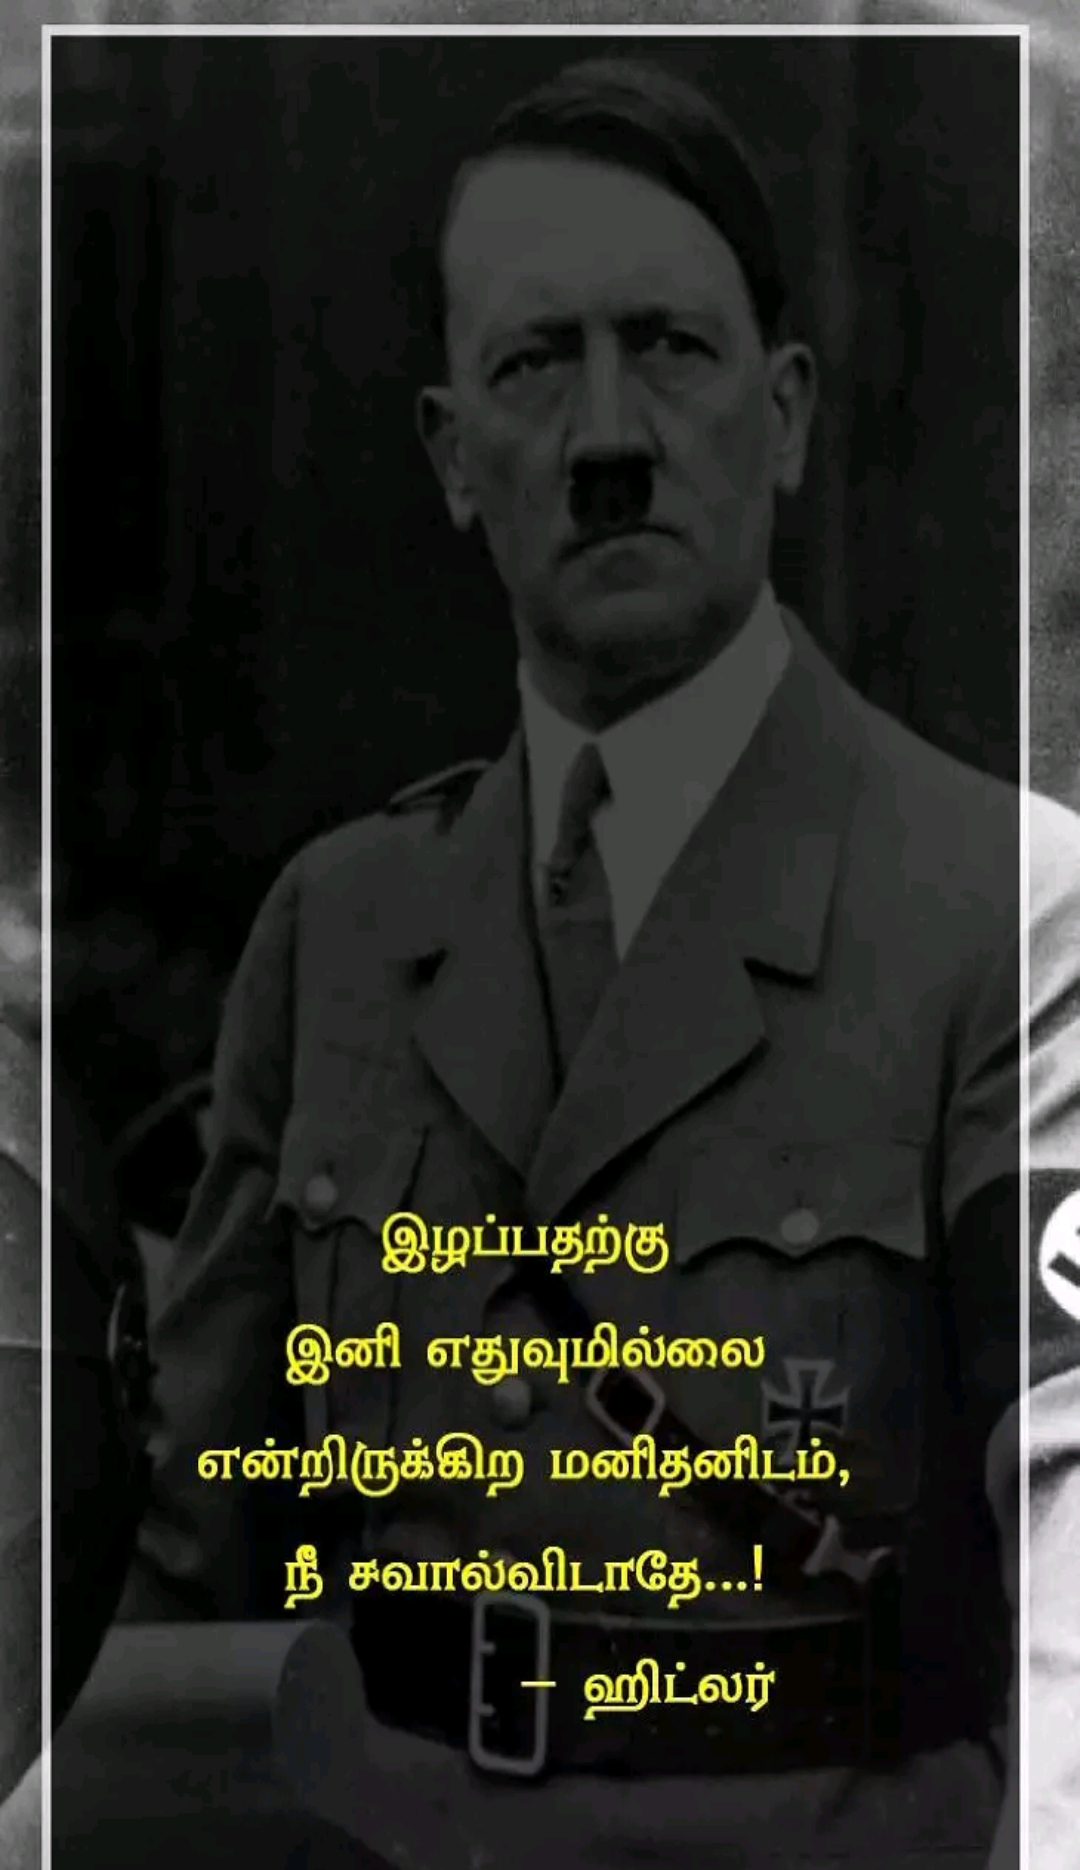 இழப்பதற்கு
இனி எதுவுமில்லை
என்றிருக்கிற மனிதனிடம்,
நீ சவால்விடாதே...!
– ஹிட்லர்